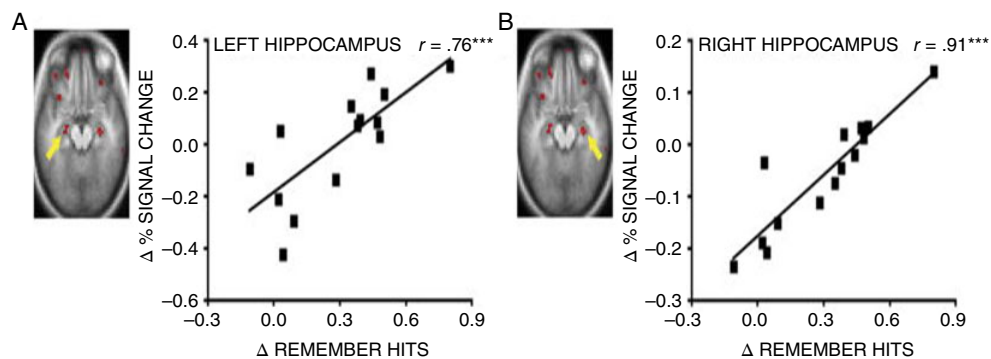 A
LEFT HIPPOCAMPUS r = .76***
Δ % SIGNAL CHANGE
0.4
0.2
0.0
–0.2
–0.4
–0.6
–0.3 0.0 0.3 0.6 0.9
Δ REMEMBER HITS
B
RIGHT HIPPOCAMPUS r = .91***
Δ % SIGNAL CHANGE
0.2
0.1
0.0
–0.1
–0.2
–0.3
–0.3 0.0 0.3 0.6 0.9
Δ REMEMBER HITS